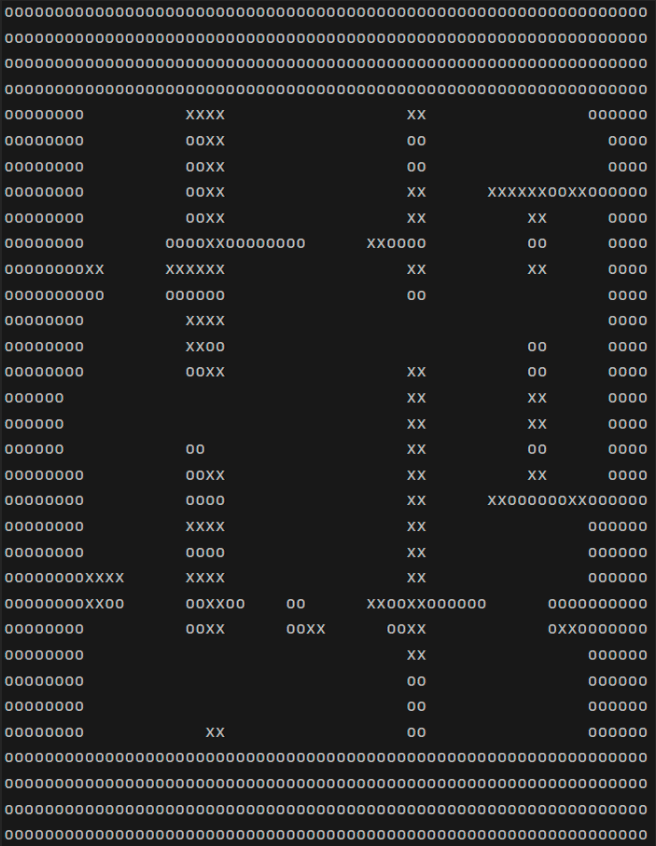 oooooooooooooooooooooooooooooooooooooooooooooooooooooooooooooooo
oooooooooooooooooooooooooooooooooooooooooooooooooooooooooooooooo
oooooooooooooooooooooooooooooooooooooooooooooooooooooooooooooooo
oooooooooooooooooooooooooooooooooooooooooooooooooooooooooooooooo
oooooooo          xxxx                  xx                oooooo
oooooooo          ooxx                  oo                  oooo
oooooooo          ooxx                  oo                  oooo
oooooooo          ooxx                  xx      xxxxxxooxxoooooo
oooooooo          ooxx                  xx          xx      oooo
oooooooo        ooooxxoooooooo      xxoooo          oo      oooo
ooooooooxx      xxxxxx                  xx          xx      oooo
oooooooooo      oooooo                  oo                  oooo
oooooooo          xxxx                                      oooo
oooooooo          xxoo                              oo      oooo
oooooooo          ooxx                  xx          oo      oooo
oooooo                                  xx          xx      oooo
oooooo                                  xx          xx      oooo
oooooo            oo                    xx          oo      oooo
oooooooo          ooxx                  xx          xx      oooo
oooooooo          oooo                  xx      xxooooooxxoooooo
oooooooo          xxxx                  xx                oooooo
oooooooo          oooo                  xx                oooooo
ooooooooxxxx      xxxx                  xx                oooooo
ooooooooxxoo      ooxxoo    oo      xxooxxoooooo      oooooooooo
oooooooo          ooxx      ooxx      ooxx            oxxooooooo
oooooooo                                xx                oooooo
oooooooo                                oo                oooooo
oooooooo                                oo                oooooo
oooooooo            xx                  oo                oooooo
oooooooooooooooooooooooooooooooooooooooooooooooooooooooooooooooo
oooooooooooooooooooooooooooooooooooooooooooooooooooooooooooooooo
oooooooooooooooooooooooooooooooooooooooooooooooooooooooooooooooo
oooooooooooooooooooooooooooooooooooooooooooooooooooooooooooooooo